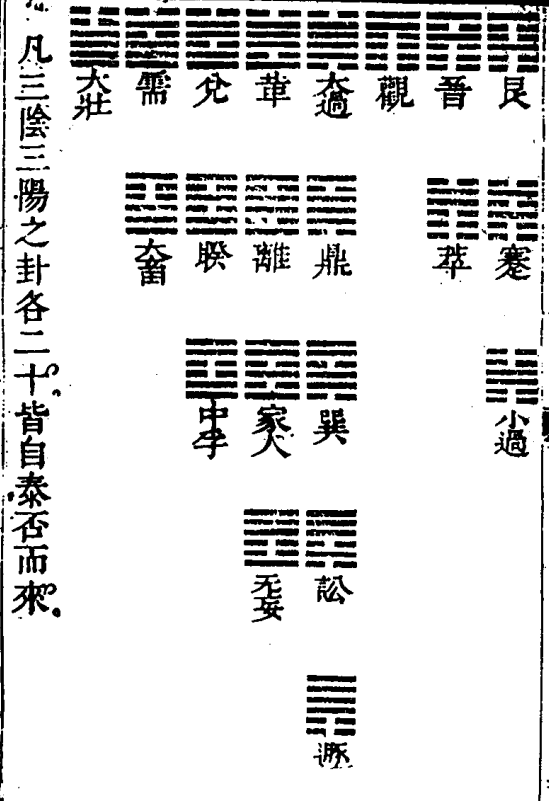 艮
蹇
小過
晉
萃
觀
大過
鼎
巽
訟
遯
革
離
家人
无妄
兌
睽
中孚
需
大畜
大壯
凡三陰三陽之卦各二十皆自泰否而來